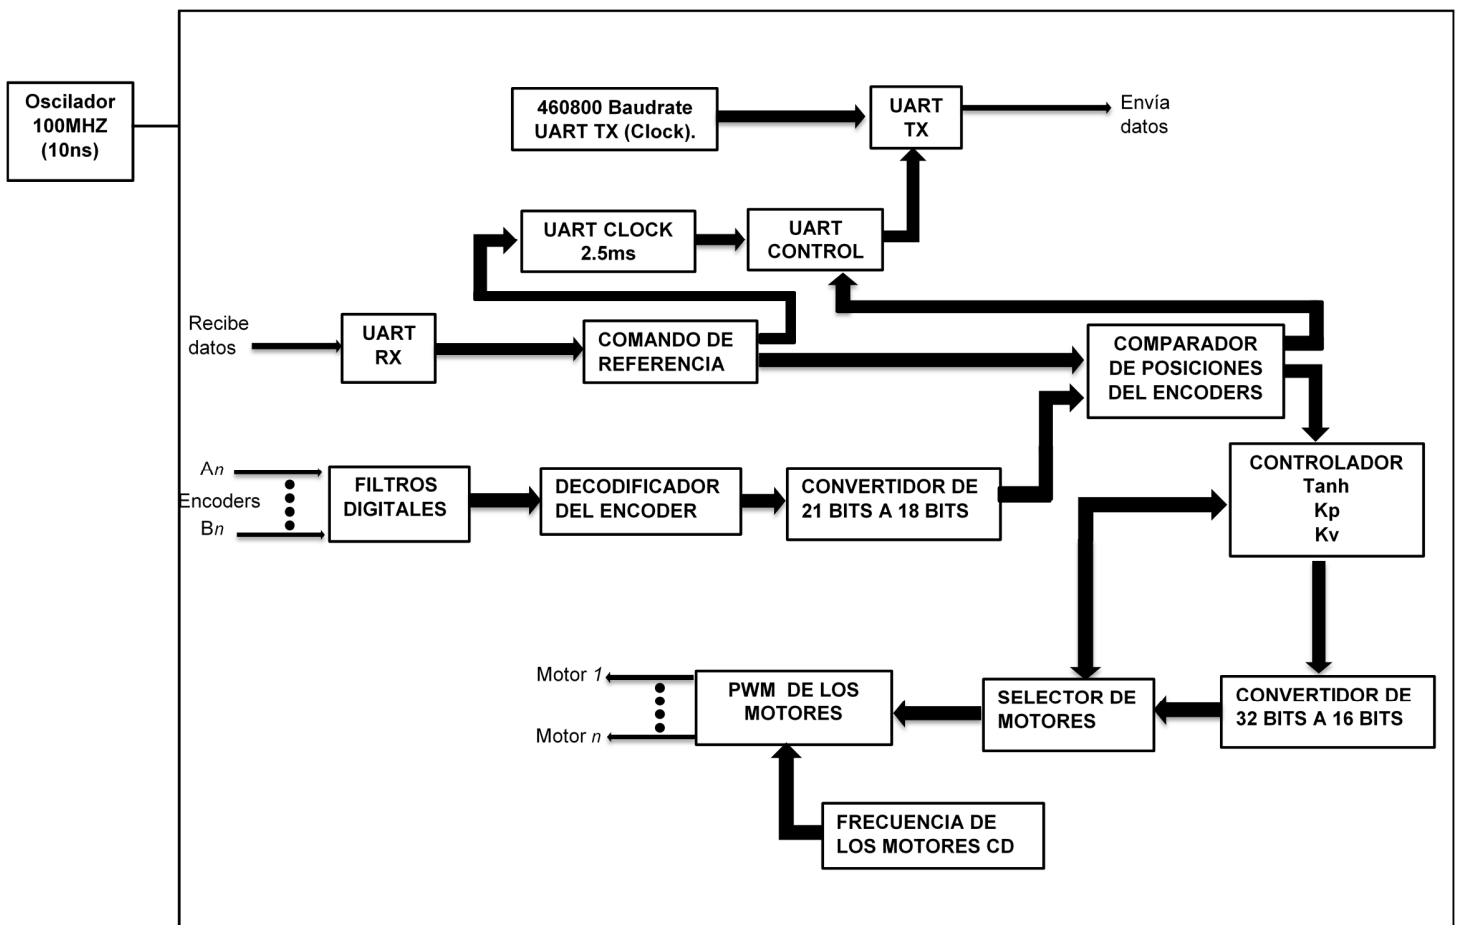 Oscilador
100MHZ
(10ns)
460800 Baudrate
UART TX (Clock).
UART
TX
Envía
datos
UART CLOCK
2.5ms
UART
CONTROL
Recibe
datos
UART
RX
COMANDO DE
REFERENCIA
COMPARADOR
DE POSICIONES
DEL ENCODERS
An
Encoders
Bn
FILTROS
DIGITALES
DECODIFICADOR
DEL ENCODER
CONVERTIDOR DE
21 BITS A 18 BITS
CONTROLADOR
Tanh
Kp
Kv
Motor 1
Motor n
PWM DE LOS
MOTORES
SELECTOR DE
MOTORES
CONVERTIDOR DE
32 BITS A 16 BITS
FRECUENCIA DE
LOS MOTORES CD